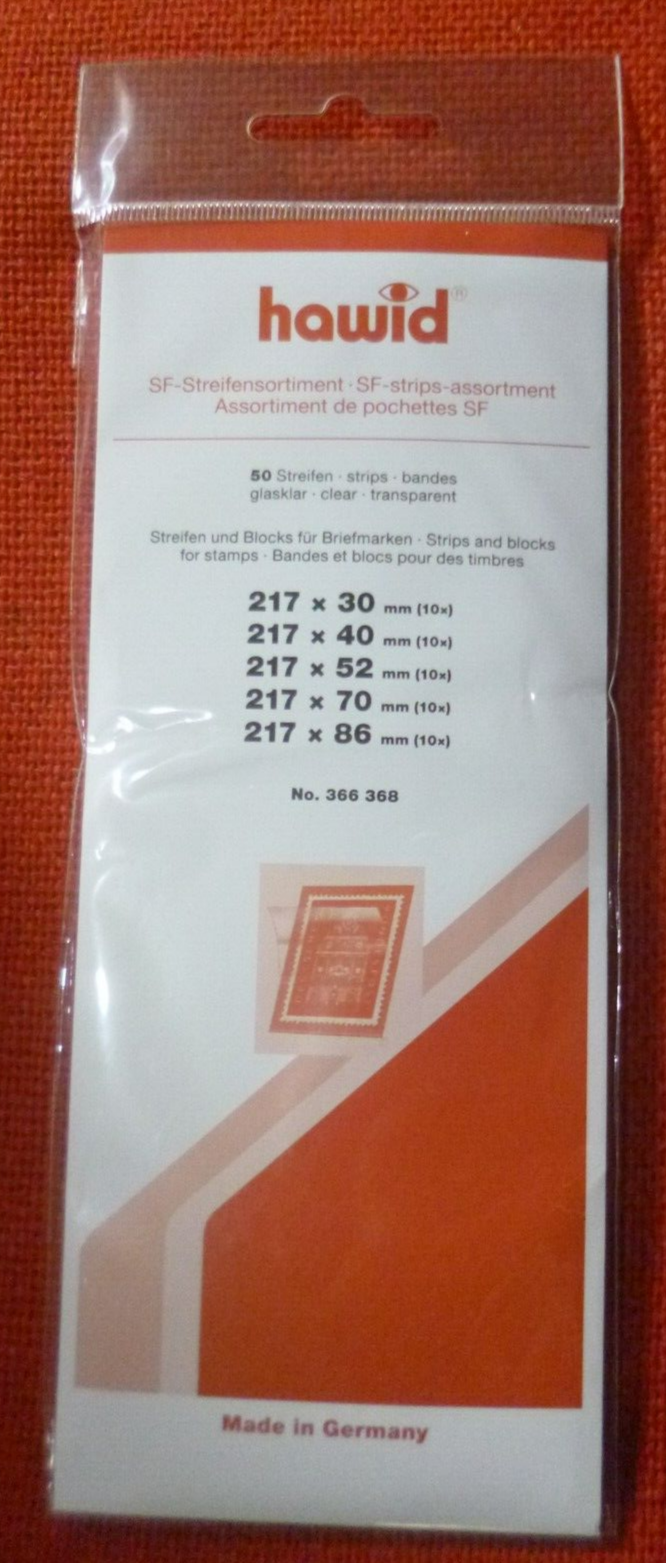 hawid®
SF-Streifensortiment · SF-strips-assortment
Assortiment de pochettes SF
50 Streifen · strips · bandes
glasklar · clear · transparent
Streifen und Blocks für Briefmarken · Strips and blocks
for stamps · Bandes et blocs pour des timbres
217 × 30 mm (10×)
217 × 40 mm (10×)
217 × 52 mm (10×)
217 × 70 mm (10×)
217 × 86 mm (10×)
No. 366 368
Made in Germany